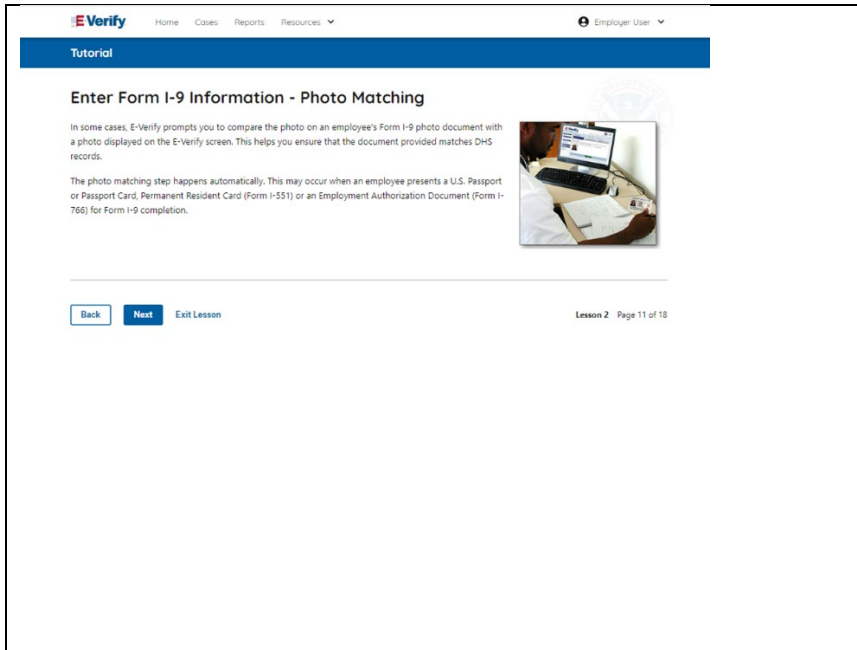 E-Verify Home Cases Reports Resources Employer User
Tutorial
Enter Form I-9 Information - Photo Matching
In some cases, E-Verify prompts you to compare the photo on an employee's Form I-9 photo document with
a photo displayed on the E-Verify screen. This helps you ensure that the document provided matches DHS
records.
The photo matching step happens automatically. This may occur when an employee presents a U.S. Passport
or Passport Card, Permanent Resident Card (Form I-551) or an Employment Authorization Document (Form I-
766) for Form I-9 completion.
Back Next Exit Lesson Lesson 2 Page 11 of 18